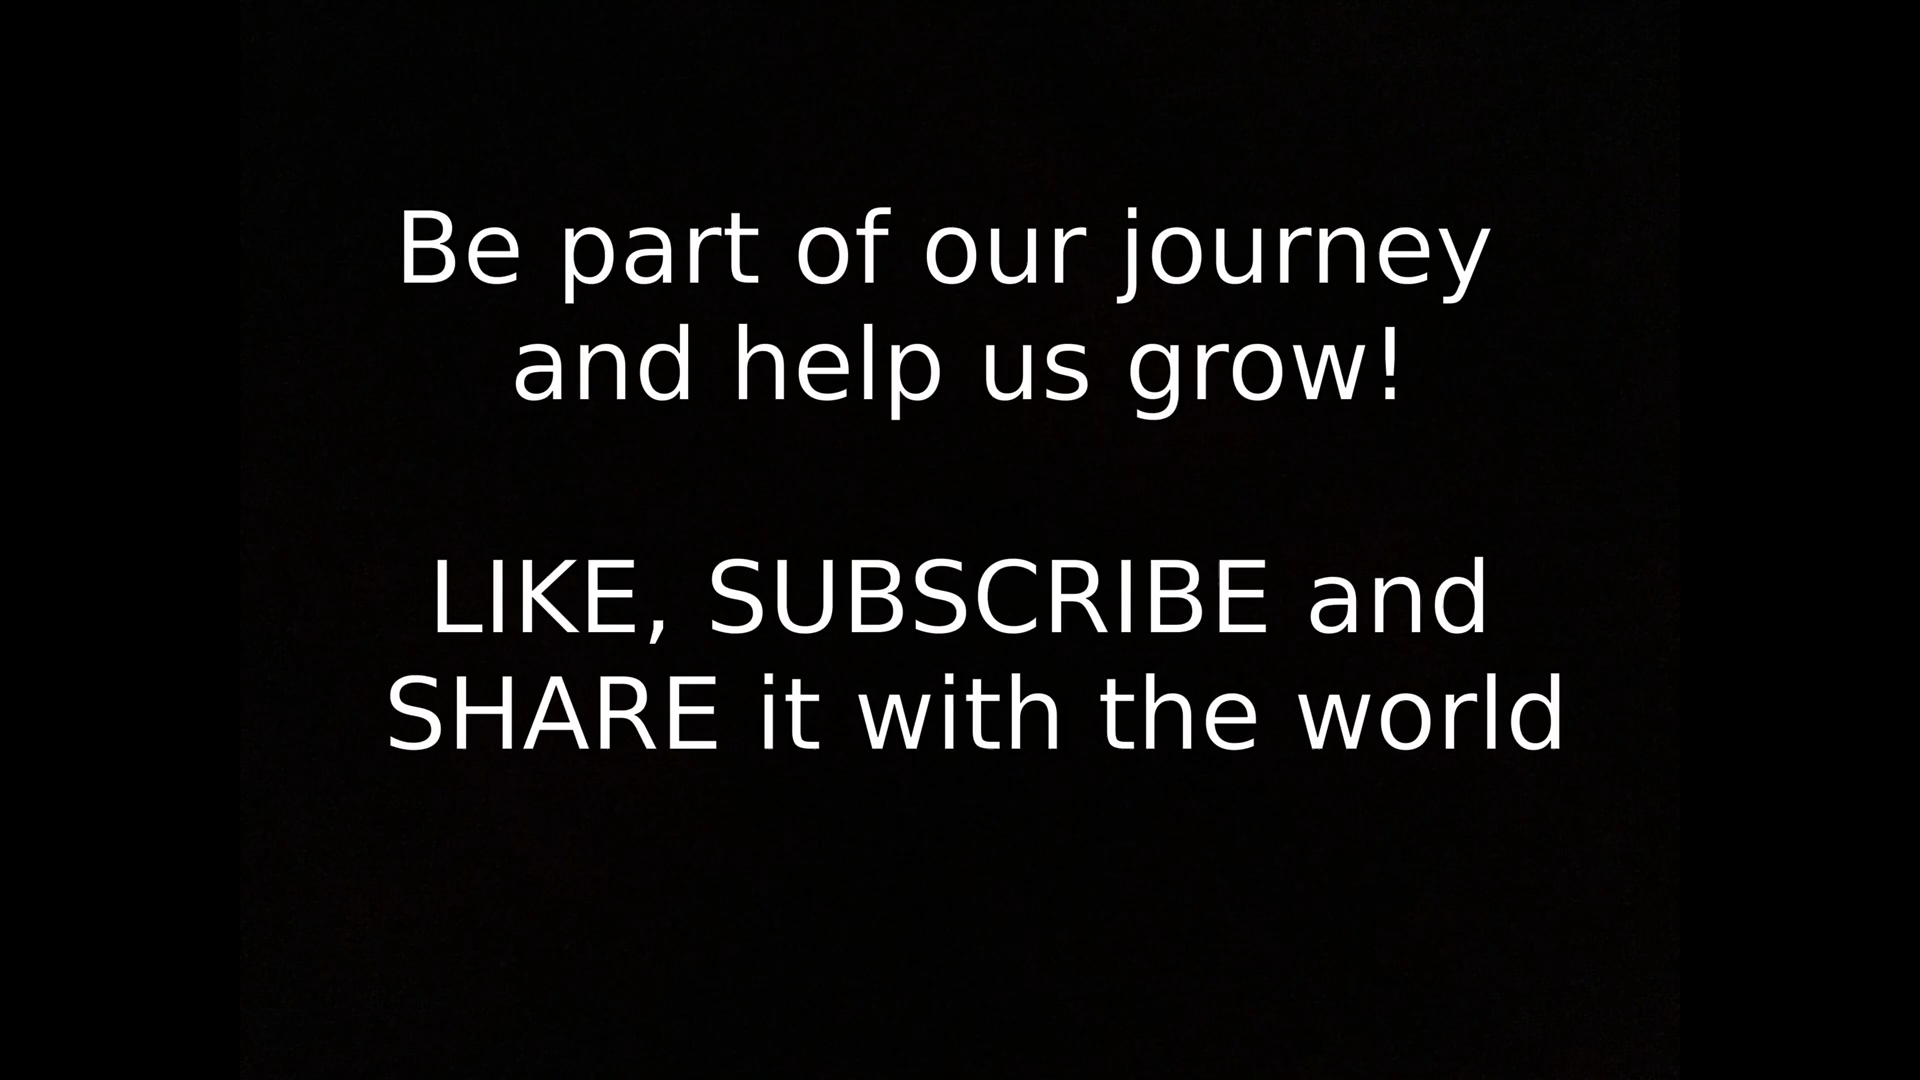 Be part of our journey
and help us grow!
LIKE, SUBSCRIBE and
SHARE it with the world